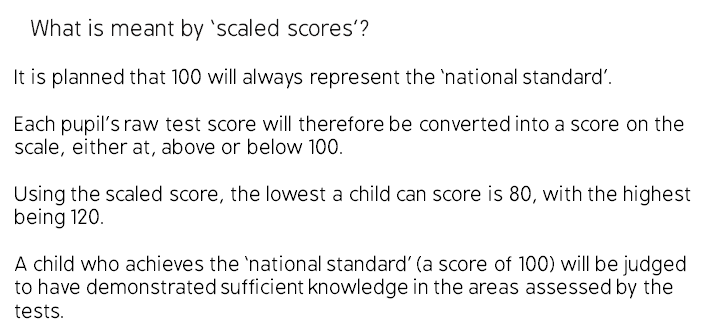 What is meant by ‘scaled scores’?
It is planned that 100 will always represent the ‘national standard’.
Each pupil’s raw test score will therefore be converted into a score on the
scale, either at, above or below 100.
Using the scaled score, the lowest a child can score is 80, with the highest
being 120.
A child who achieves the ‘national standard’ (a score of 100) will be judged
to have demonstrated sufficient knowledge in the areas assessed by the
tests.